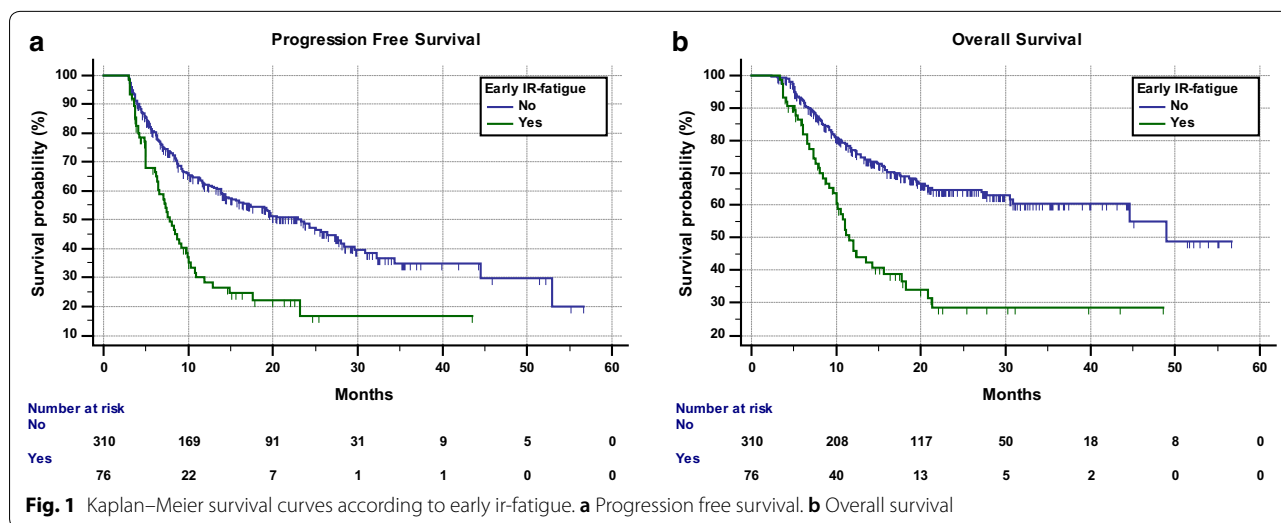 a
Progression Free Survival
Survival probability (%)
100
90
80
70
60
50
40
30
20
10
Early IR-fatigue
No
Yes
0 10 20 30 40 50 60
Months
Number at risk
No
310 169 91 31 9 5 0
Yes
76 22 7 1 1 0 0
b
Overall Survival
Survival probability (%)
100
90
80
70
60
50
40
30
20
Early IR-fatigue
No
Yes
0 10 20 30 40 50 60
Months
Number at risk
No
310 208 117 50 18 8 0
Yes
76 40 13 5 2 0 0
Fig. 1 Kaplan–Meier survival curves according to early ir-fatigue. a Progression free survival. b Overall survival